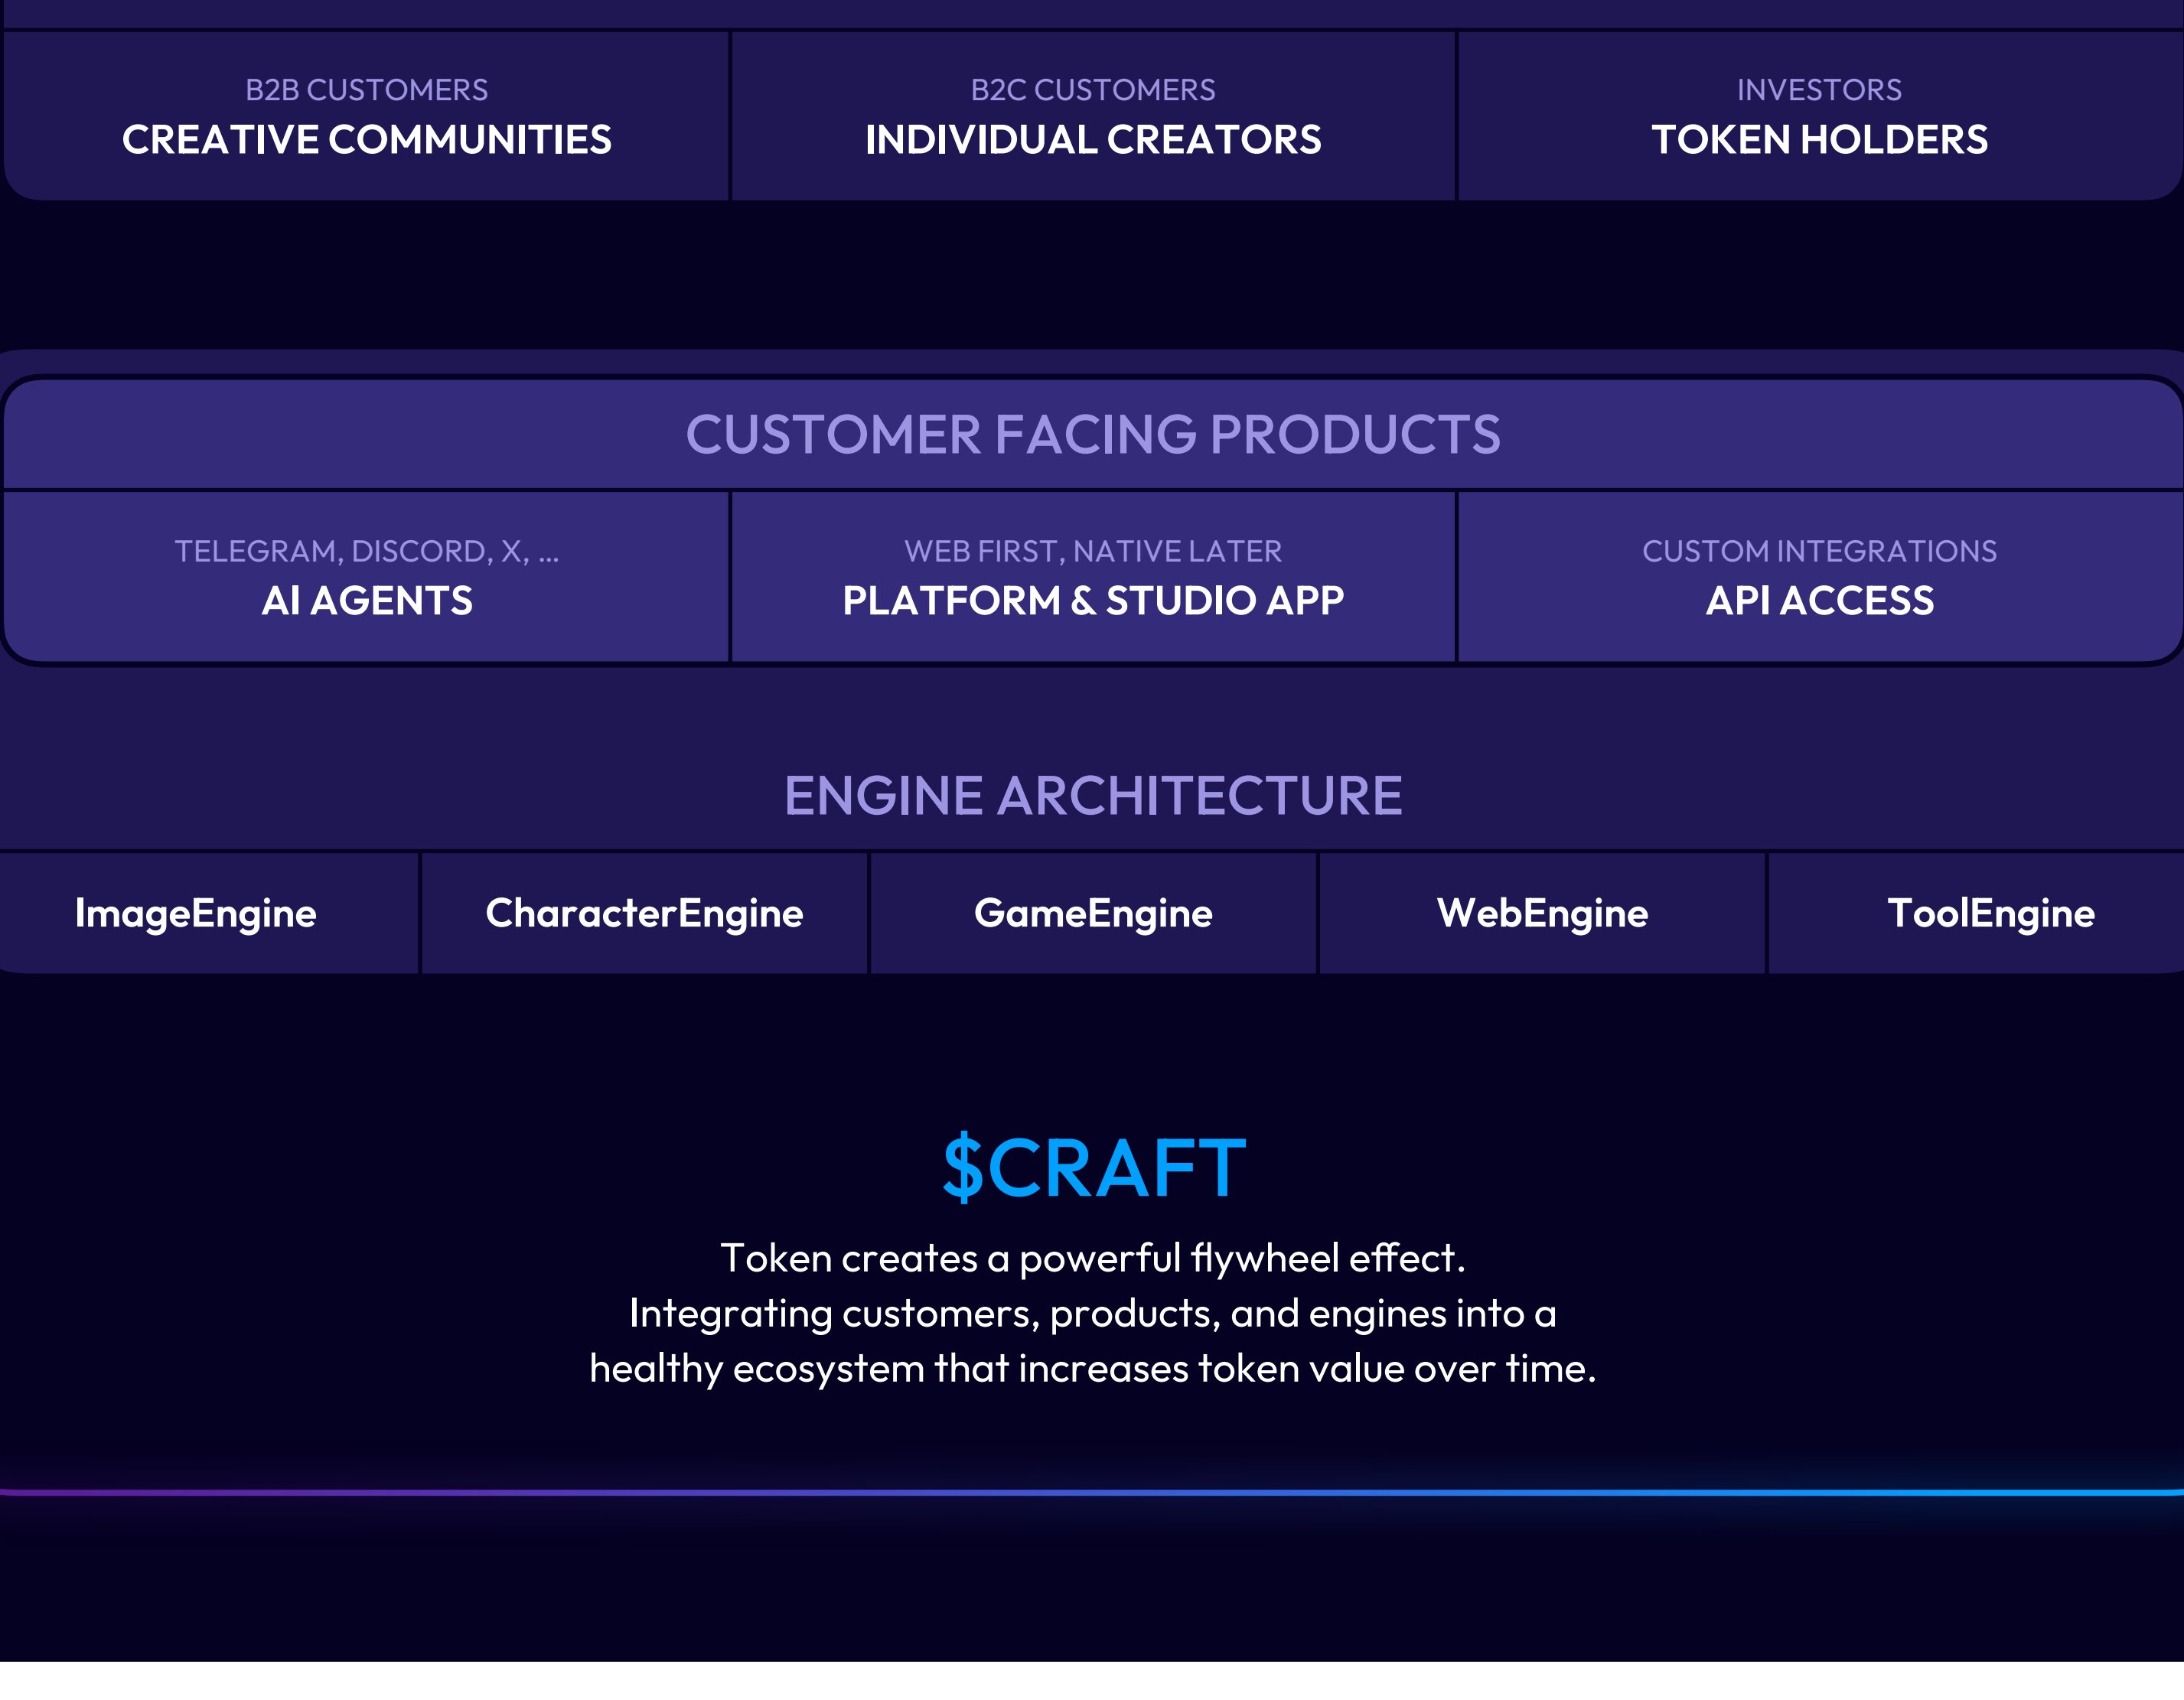 B2B CUSTOMERS
CREATIVE COMMUNITIES
B2C CUSTOMERS
INDIVIDUAL CREATORS
INVESTORS
TOKEN HOLDERS
CUSTOMER FACING PRODUCTS
TELEGRAM, DISCORD, X, ...
AI AGENTS
WEB FIRST, NATIVE LATER
PLATFORM & STUDIO APP
CUSTOM INTEGRATIONS
API ACCESS
ENGINE ARCHITECTURE
ImageEngine
CharacterEngine
GameEngine
WebEngine
ToolEngine
$CRAFT
Token creates a powerful flywheel effect.
Integrating customers, products, and engines into a
healthy ecosystem that increases token value over time.